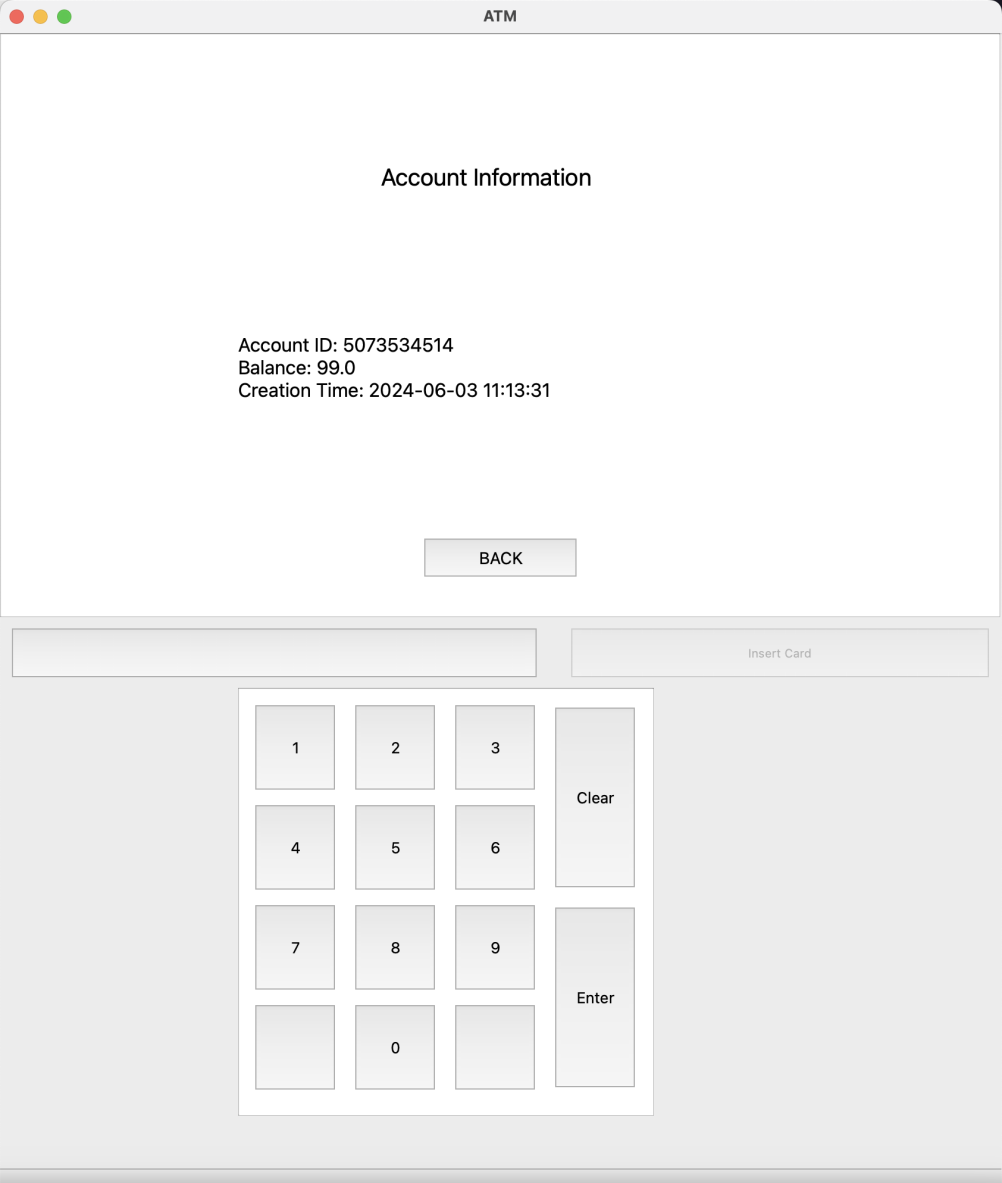 ATM
Account Information
Account ID: 5073534514
Balance: 99.0
Creation Time: 2024-06-03 11:13:31
BACK
Insert Card
1 2 3
Clear
4 5 6
7 8 9
Enter
0